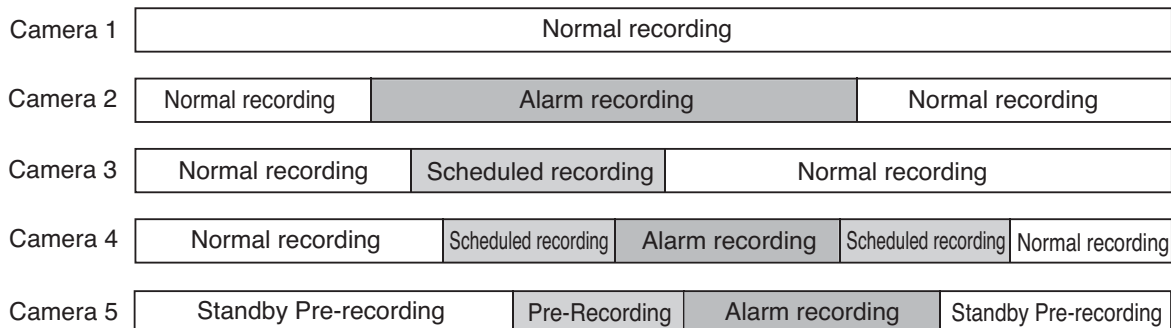 Camera 1 Normal recording
Camera 2 Normal recording Alarm recording Normal recording
Camera 3 Normal recording Scheduled recording Normal recording
Camera 4 Normal recording Scheduled recording Alarm recording Scheduled recording Normal recording
Camera 5 Standby Pre-recording Pre-Recording Alarm recording Standby Pre-recording